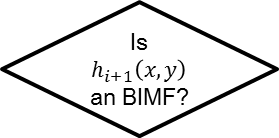 Is
hᵢ₊₁(x,y)
an BIMF?